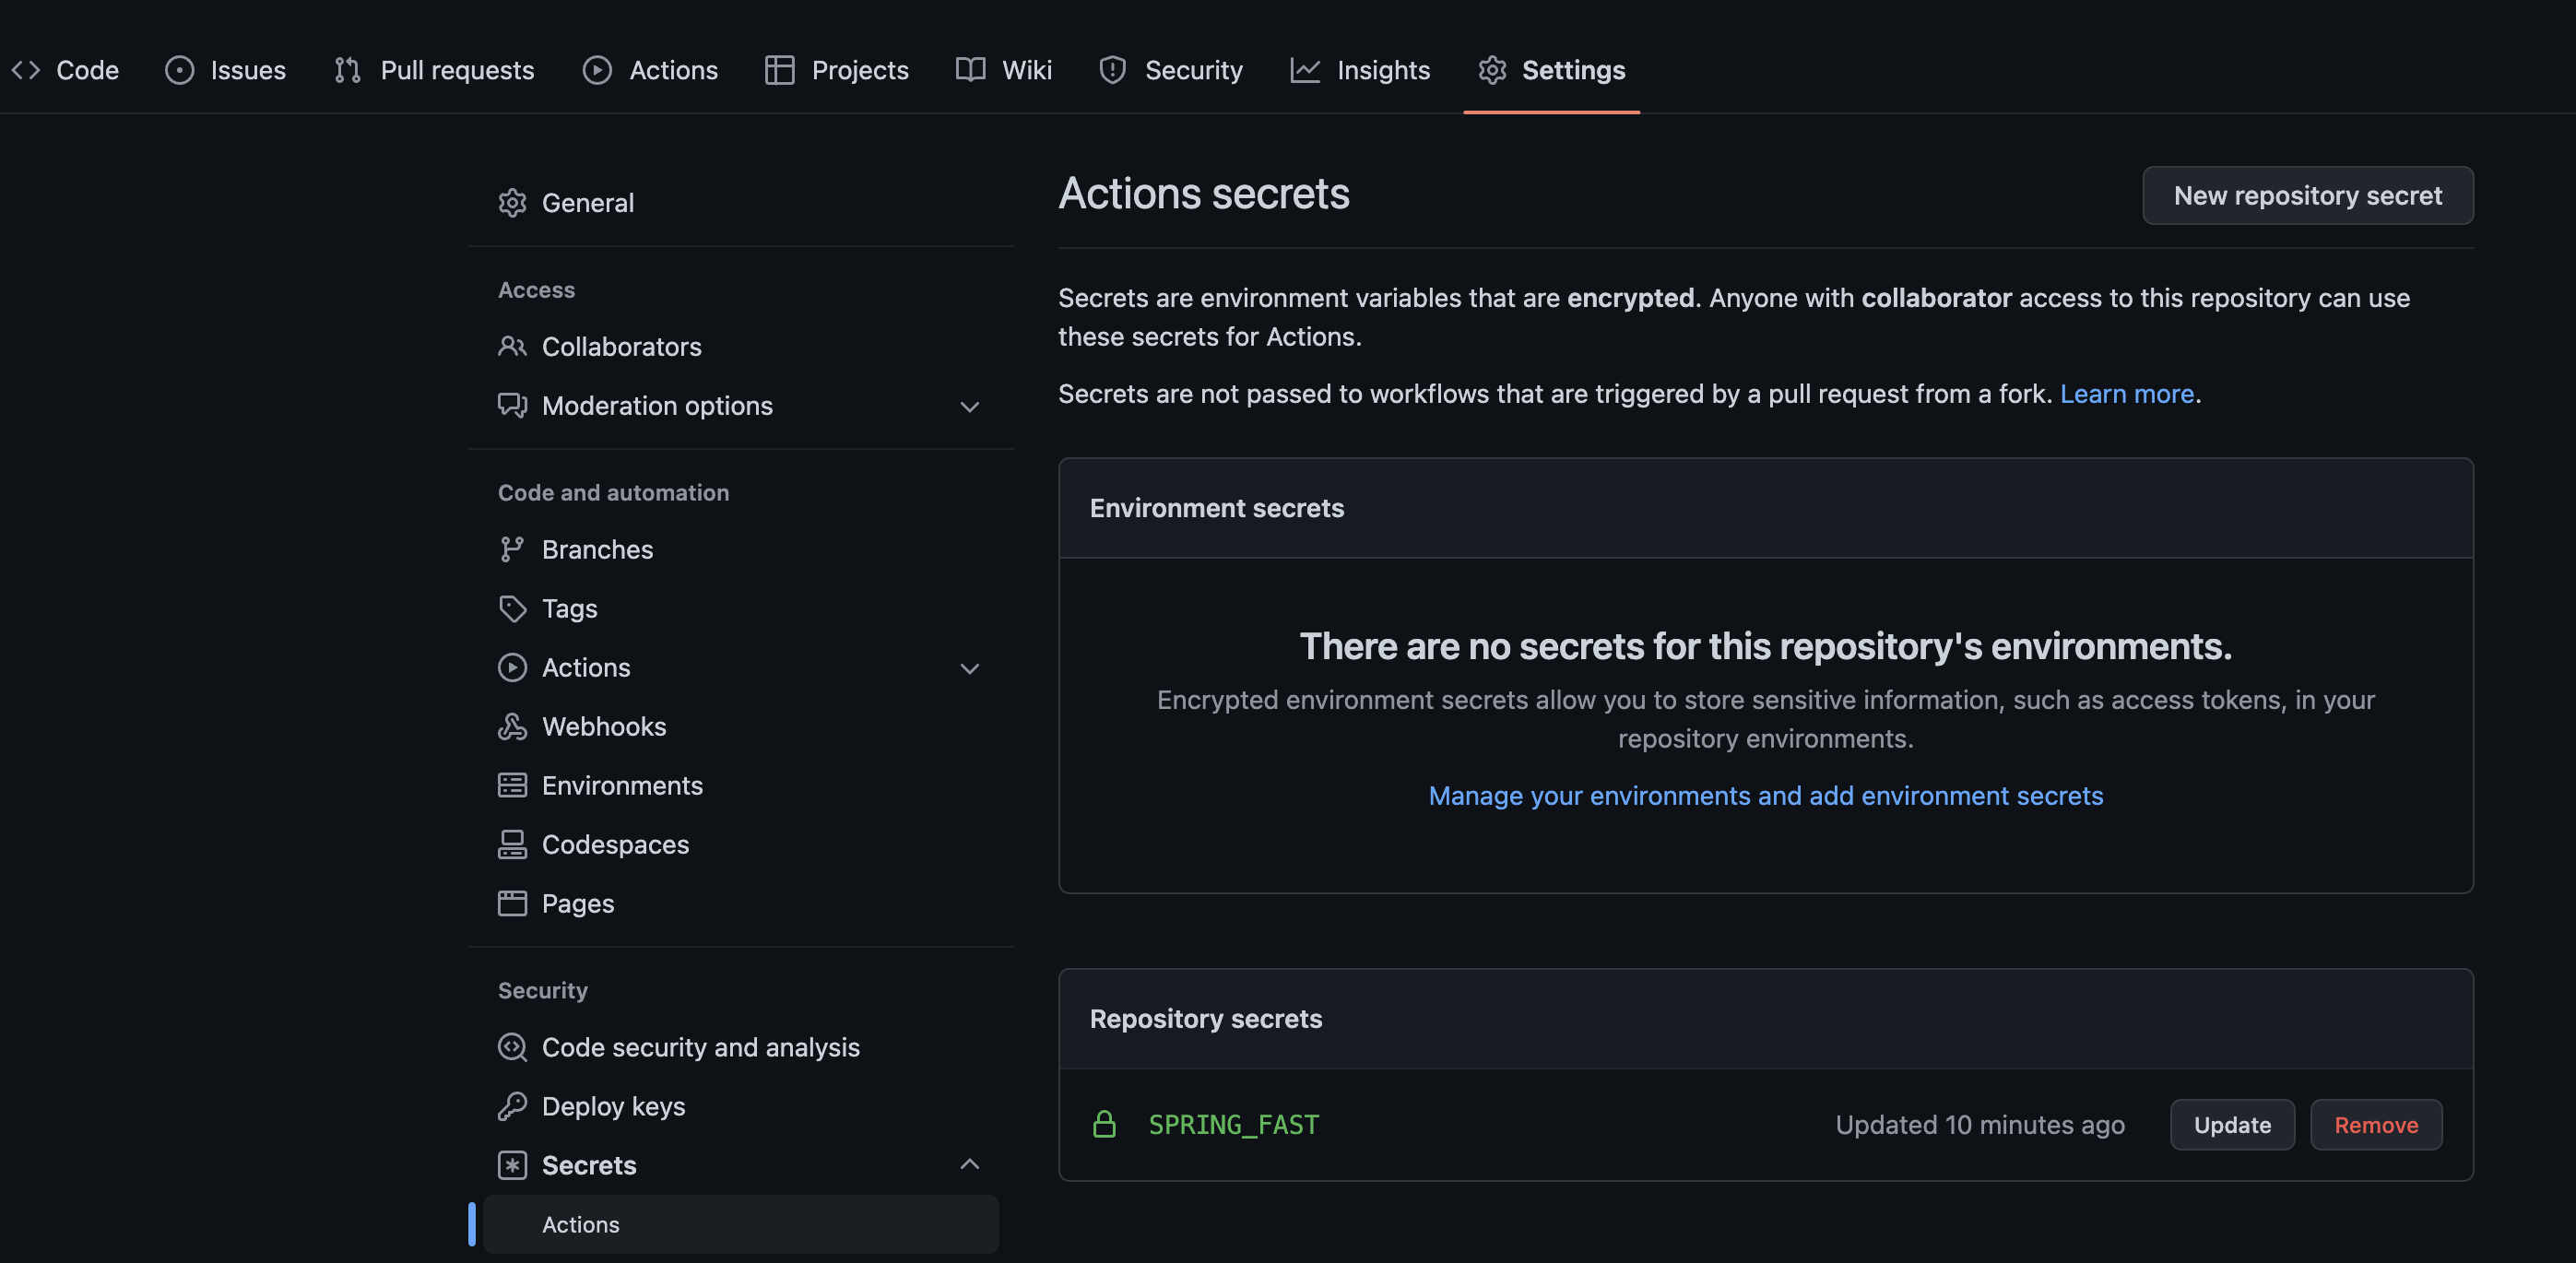 Code
Issues
Pull requests
Actions
Projects
Wiki
Security
Insights
Settings
General
Access
Collaborators
Moderation options
Code and automation
Branches
Tags
Actions
Webhooks
Environments
Codespaces
Pages
Security
Code security and analysis
Deploy keys
Secrets
Actions
Actions secrets
New repository secret
Secrets are environment variables that are encrypted. Anyone with collaborator access to this repository can use
these secrets for Actions.
Secrets are not passed to workflows that are triggered by a pull request from a fork. Learn more.
Environment secrets
There are no secrets for this repository's environments.
Encrypted environment secrets allow you to store sensitive information, such as access tokens, in your
repository environments.
Manage your environments and add environment secrets
Repository secrets
SPRING_FAST
Updated 10 minutes ago
Update
Remove